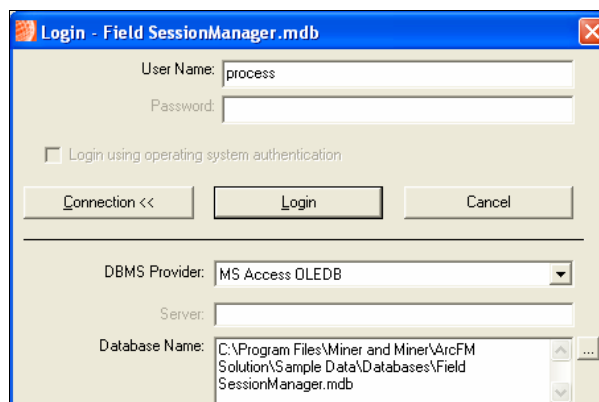 Login - Field SessionManager.mdb
User Name: process
Password:
Login using operating system authentication
Connection << Login Cancel
DBMS Provider: MS Access OLEDB
Server:
Database Name: C:\Program Files\Miner and Miner\ArcFM
Solution\Sample Data\Databases\Field
SessionManager.mdb
...